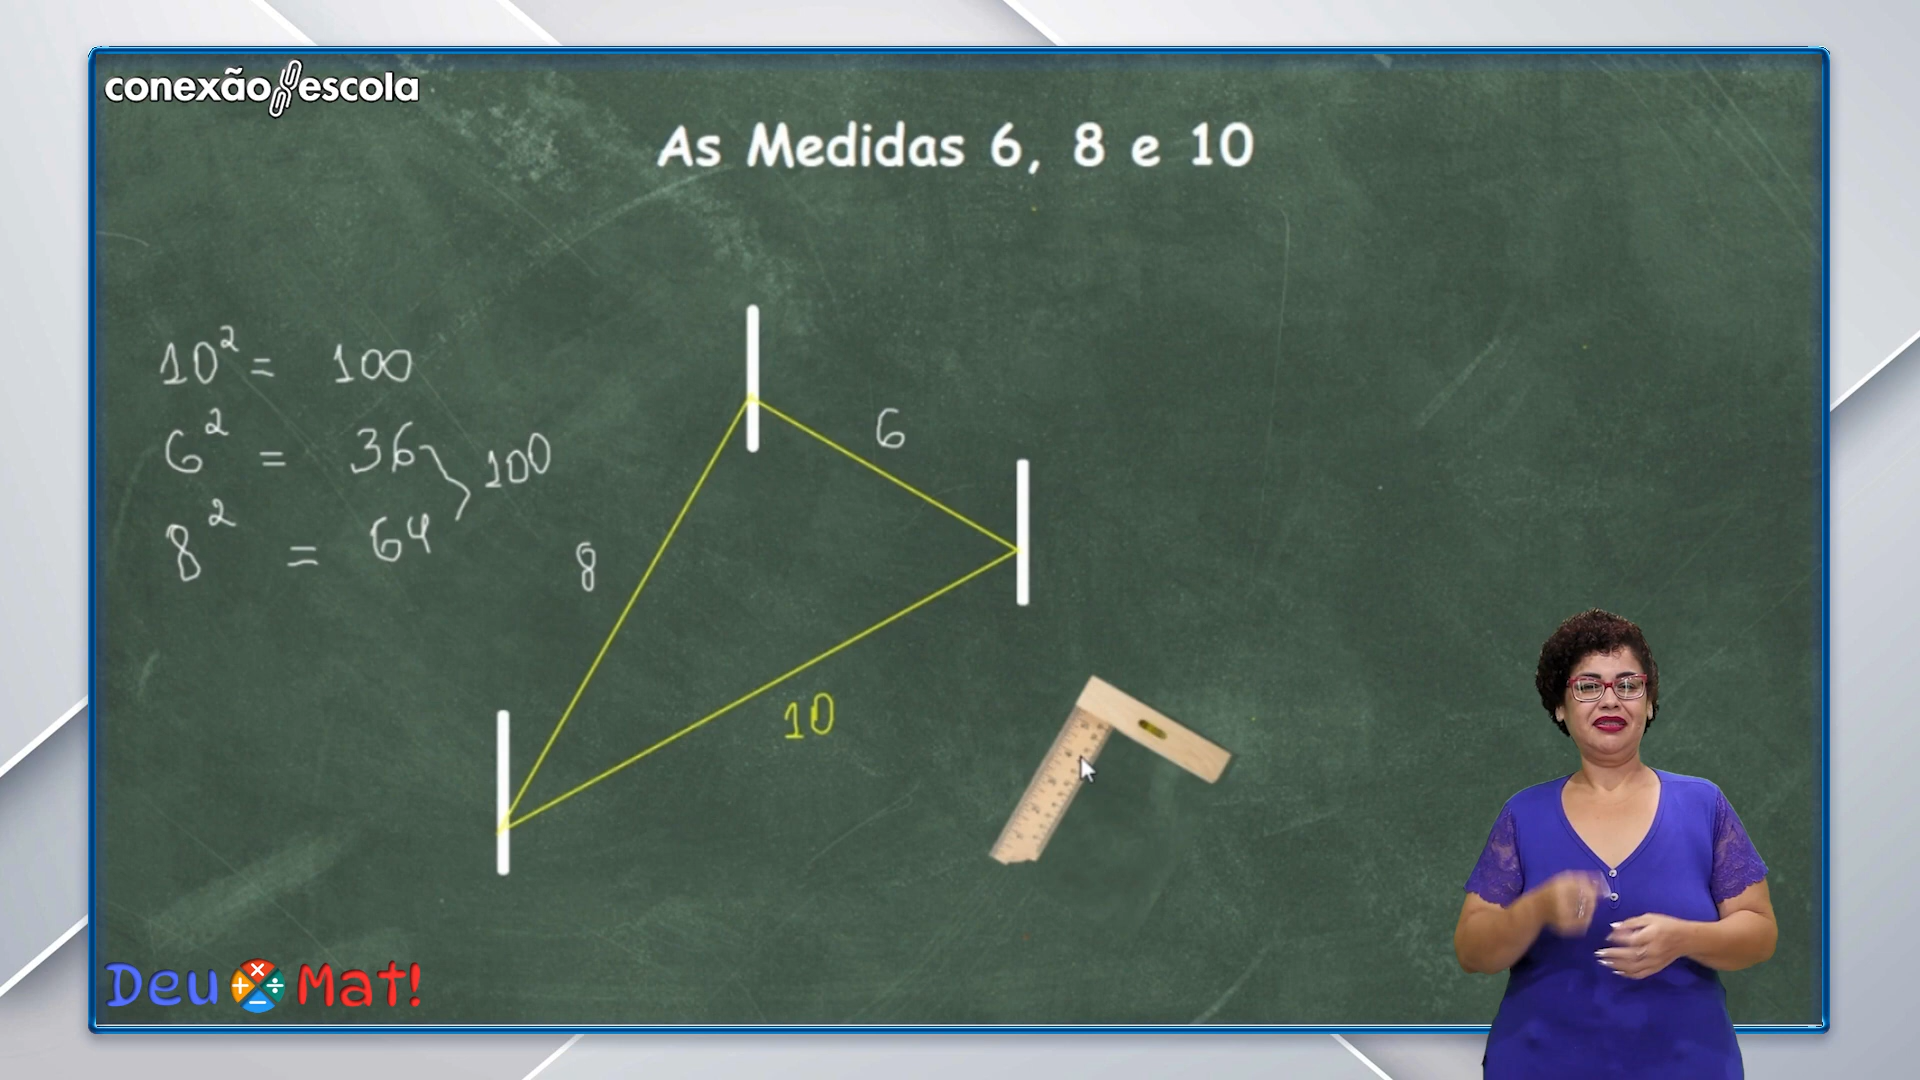 conexão escola
As Medidas 6, 8 e 10
10² = 100
6² = 36
100
8² = 64
6
8
10
Deu Mat!